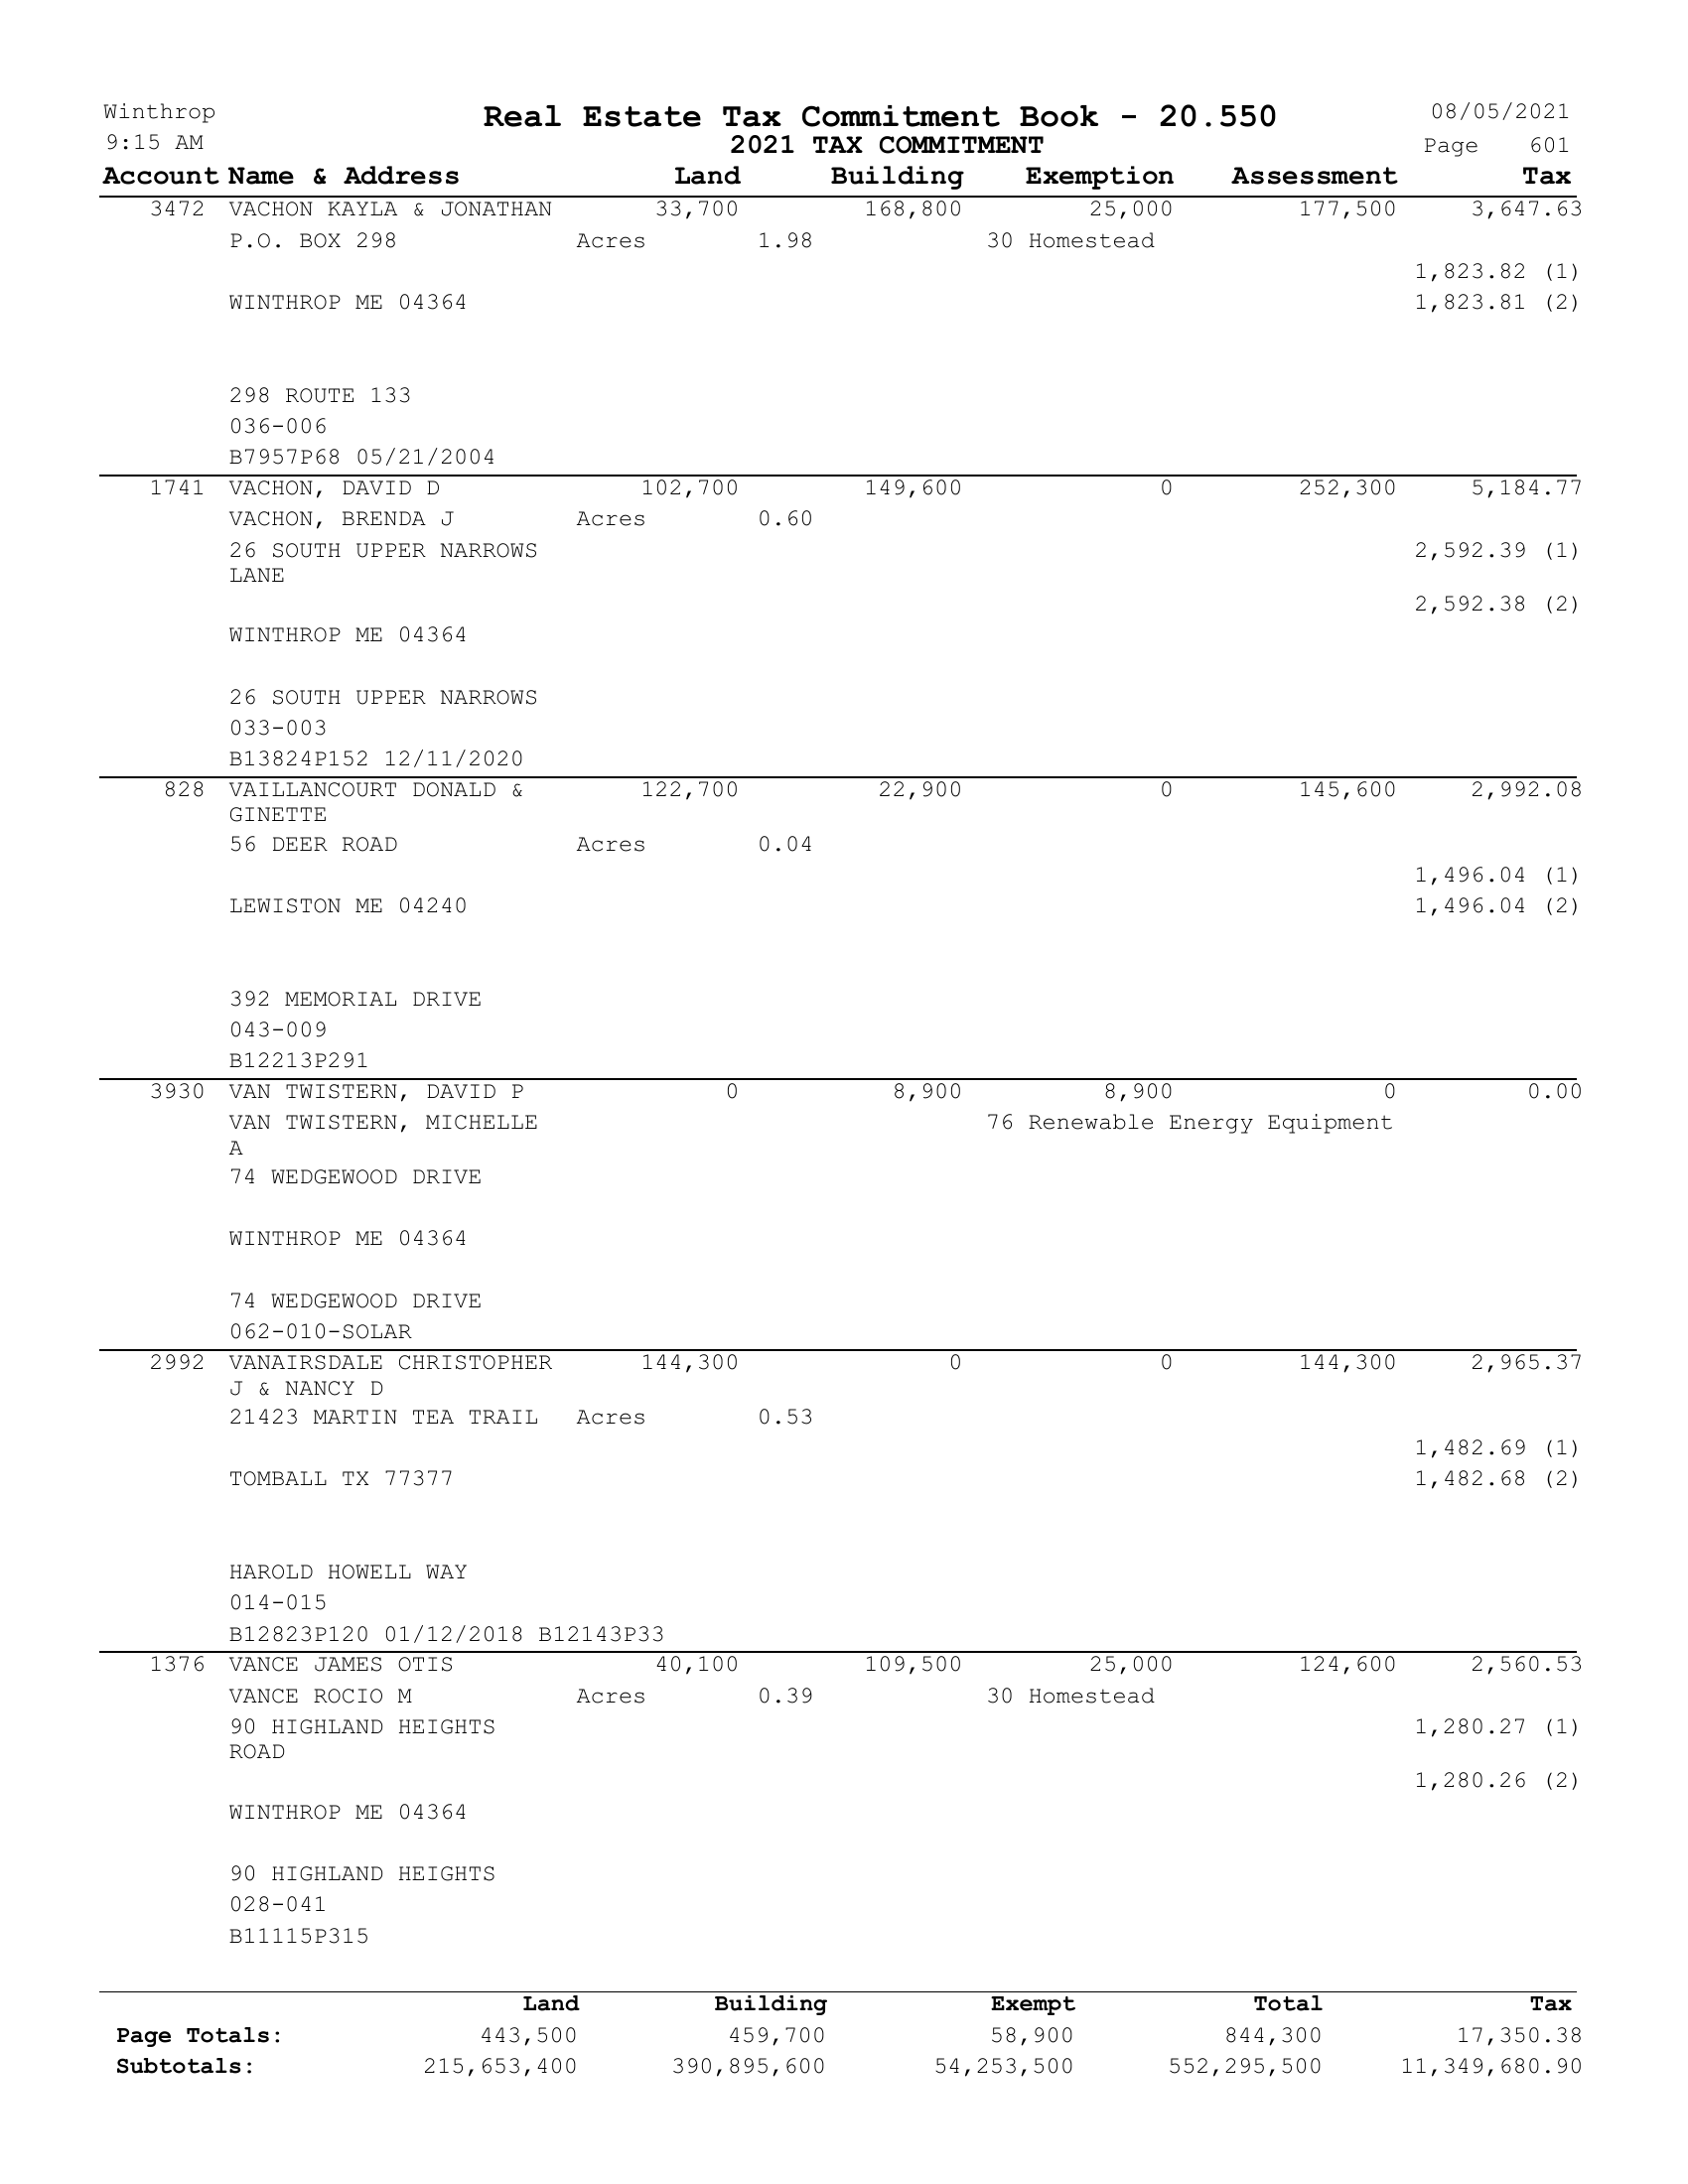 Winthrop Real Estate Tax Commitment Book - 20.550 08/05/2021
9:15 AM 2021 TAX COMMITMENT Page 601
Account Name & Address Land Building Exemption Assessment Tax
3472 VACHON KAYLA & JONATHAN 33,700 168,800 25,000 177,500 3,647.63
P.O. BOX 298 Acres 1.98 30 Homestead
1,823.82 (1)
WINTHROP ME 04364 1,823.81 (2)
298 ROUTE 133
036-006
B7957P68 05/21/2004
1741 VACHON, DAVID D 102,700 149,600 0 252,300 5,184.77
VACHON, BRENDA J Acres 0.60
26 SOUTH UPPER NARROWS 2,592.39 (1)
LANE
2,592.38 (2)
WINTHROP ME 04364
26 SOUTH UPPER NARROWS
033-003
B13824P152 12/11/2020
828 VAILLANCOURT DONALD & 122,700 22,900 0 145,600 2,992.08
GINETTE
56 DEER ROAD Acres 0.04
1,496.04 (1)
LEWISTON ME 04240 1,496.04 (2)
392 MEMORIAL DRIVE
043-009
B12213P291
3930 VAN TWISTERN, DAVID P 0 8,900 8,900 0 0.00
VAN TWISTERN, MICHELLE 76 Renewable Energy Equipment
A
74 WEDGEWOOD DRIVE
WINTHROP ME 04364
74 WEDGEWOOD DRIVE
062-010-SOLAR
2992 VANAIRSDALE CHRISTOPHER 144,300 0 0 144,300 2,965.37
J & NANCY D
21423 MARTIN TEA TRAIL Acres 0.53
1,482.69 (1)
TOMBALL TX 77377 1,482.68 (2)
HAROLD HOWELL WAY
014-015
B12823P120 01/12/2018 B12143P33
1376 VANCE JAMES OTIS 40,100 109,500 25,000 124,600 2,560.53
VANCE ROCIO M Acres 0.39 30 Homestead
90 HIGHLAND HEIGHTS 1,280.27 (1)
ROAD
1,280.26 (2)
WINTHROP ME 04364
90 HIGHLAND HEIGHTS
028-041
B11115P315
Land Building Exempt Total Tax
Page Totals: 443,500 459,700 58,900 844,300 17,350.38
Subtotals: 215,653,400 390,895,600 54,253,500 552,295,500 11,349,680.90